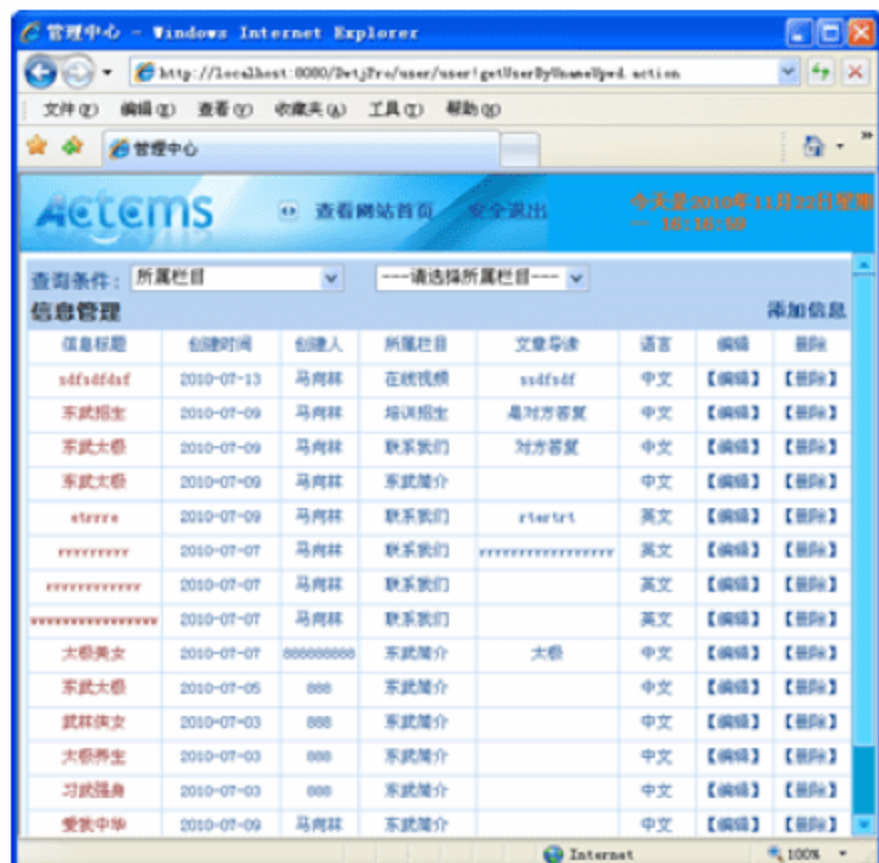 管理中心 - Windows Internet Explorer
http://localhost:8080/DwtjPro/user/user!getUserByUnameUpwd.action
文件(F) 编辑(E) 查看(V) 收藏夹(A) 工具(T) 帮助(H)
管理中心
Actcms 查看网站首页 安全退出 今天是2010年11月22日星期
一 16:16:59
查询条件: 所属栏目 ---请选择所属栏目---
信息管理 添加信息
信息标题 创建时间 创建人 所属栏目 文章导读 语言 编辑 删除
sdfsdfdsf 2010-07-13 马向林 在线视频 ssdfsdf 中文 【编辑】 【删除】
东武招生 2010-07-09 马向林 培训招生 是对方答复 中文 【编辑】 【删除】
东武太极 2010-07-09 马向林 联系我们 对方答复 中文 【编辑】 【删除】
东武太极 2010-07-09 马向林 东武简介 中文 【编辑】 【删除】
etrrre 2010-07-09 马向林 联系我们 rtertrt 英文 【编辑】 【删除】
rrrrrrrrr 2010-07-07 马向林 联系我们 rrrrrrrrrrrrrrrrr 英文 【编辑】 【删除】
rrrrrrrrrrrr 2010-07-07 马向林 联系我们 英文 【编辑】 【删除】
2010-07-07 马向林 联系我们 英文 【编辑】 【删除】
太极美女 2010-07-07 888888888 东武简介 太极 中文 【编辑】 【删除】
东武太极 2010-07-05 888 东武简介 中文 【编辑】 【删除】
武林侠女 2010-07-03 888 东武简介 中文 【编辑】 【删除】
太极养生 2010-07-03 888 东武简介 中文 【编辑】 【删除】
习武强身 2010-07-03 888 东武简介 中文 【编辑】 【删除】
爱我中华 2010-07-09 马向林 东武简介 中文 【编辑】 【删除】
Internet 100%